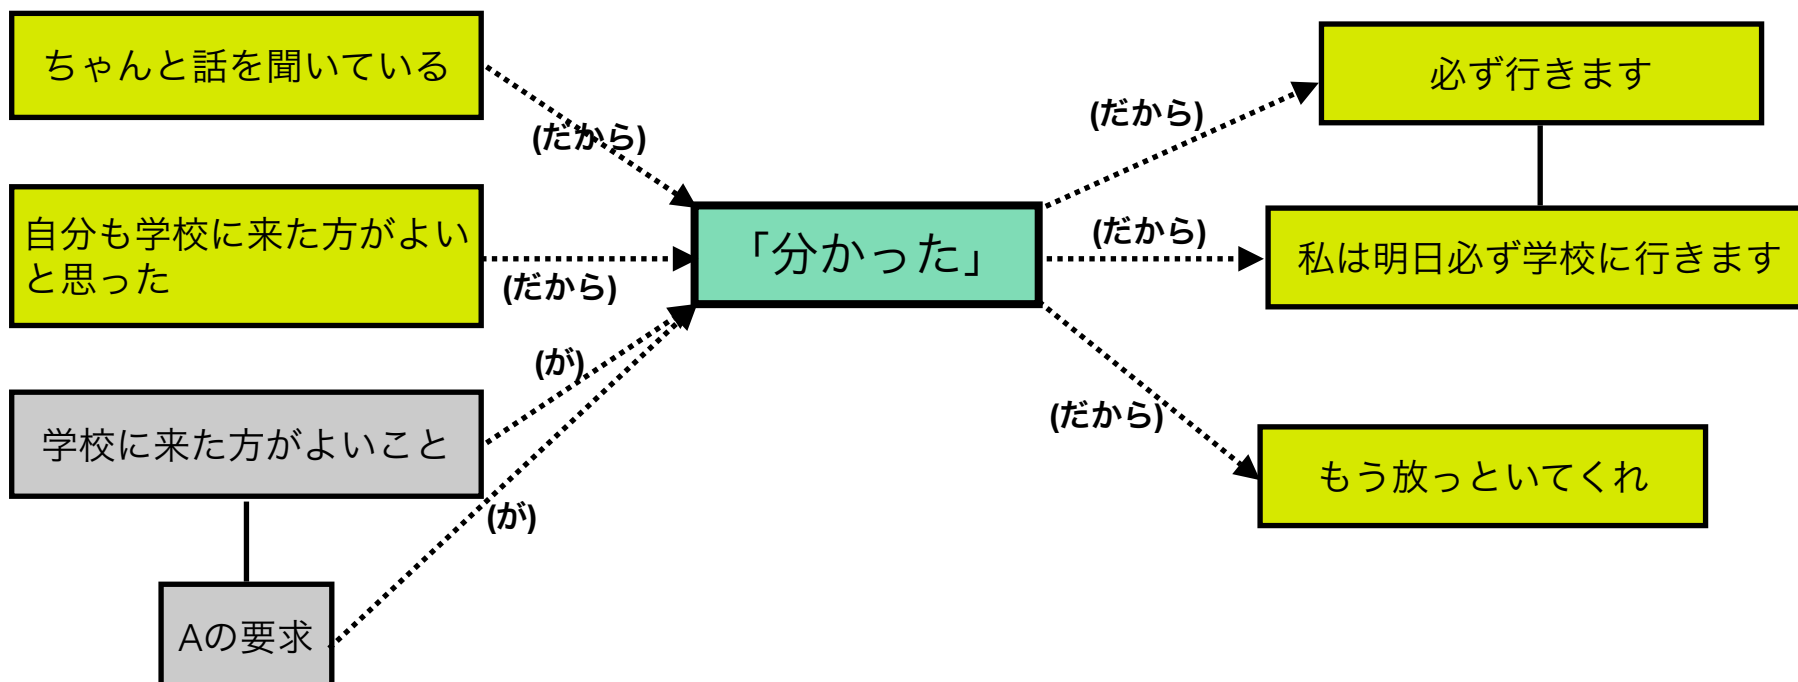 ちゃんと話を聞いている
(だから)
自分も学校に来た方がよい
と思った
(だから)
学校に来た方がよいこと
(が)
Aの要求
(が)
「分かった」
(だから)
必ず行きます
(だから)
私は明日必ず学校に行きます
(だから)
もう放っといてくれ